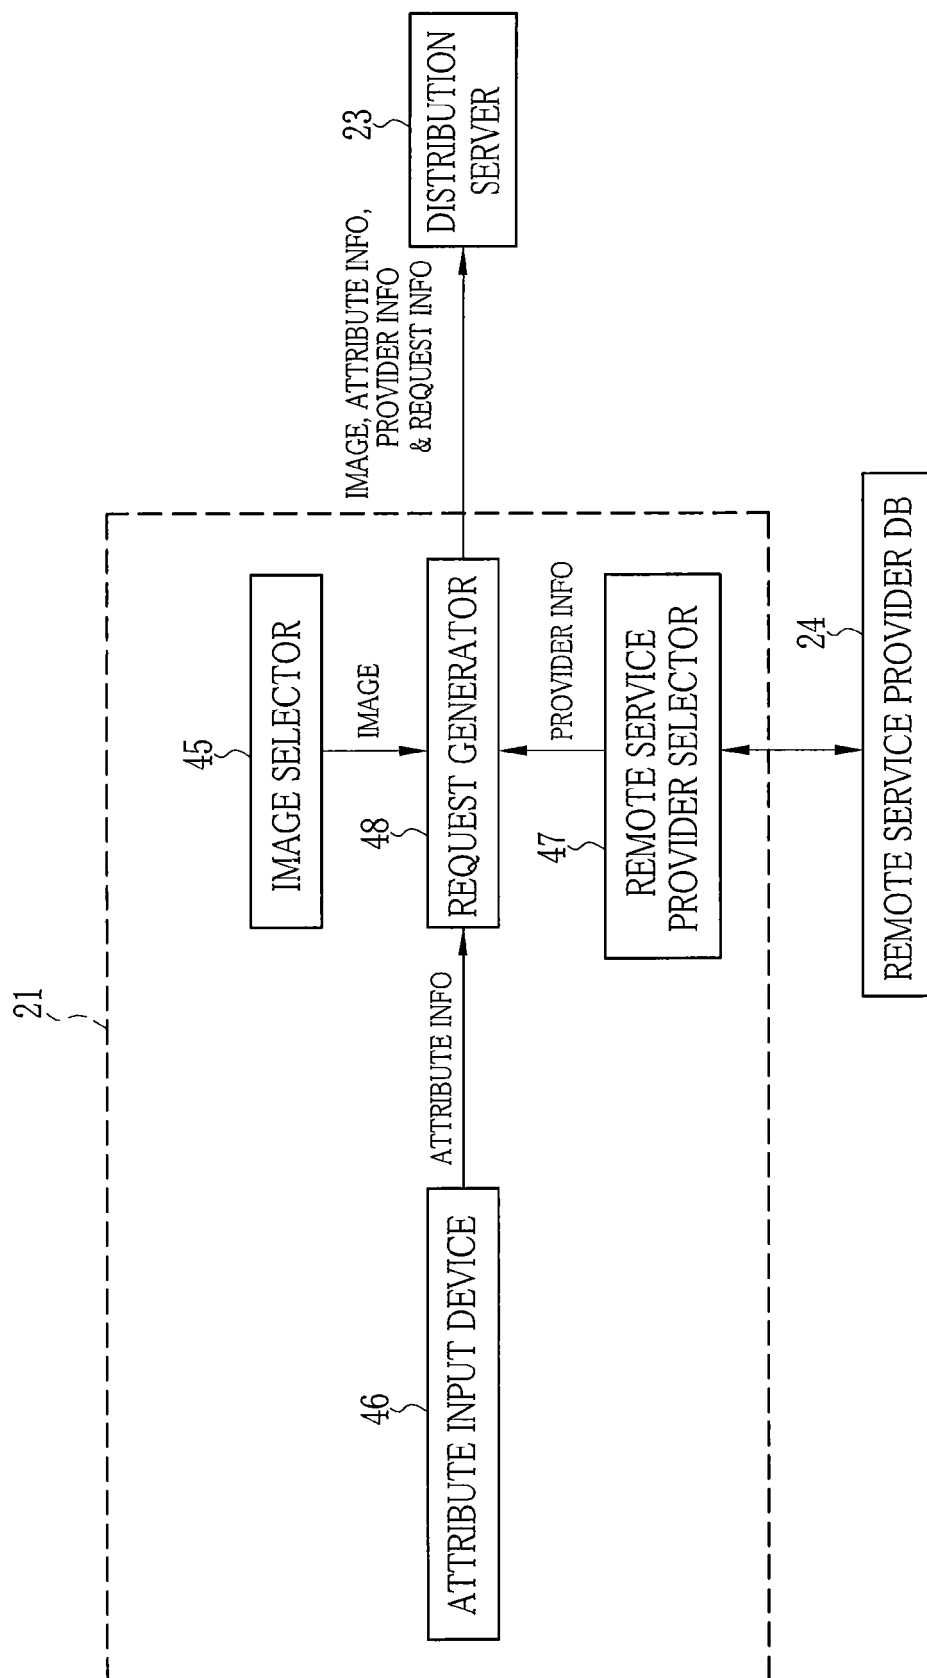 21
46
ATTRIBUTE INPUT DEVICE
ATTRIBUTE INFO
45
IMAGE SELECTOR
IMAGE
48
REQUEST GENERATOR
PROVIDER INFO
47
REMOTE SERVICE
PROVIDER SELECTOR
24
REMOTE SERVICE PROVIDER DB
IMAGE, ATTRIBUTE INFO,
PROVIDER INFO
& REQUEST INFO
23
DISTRIBUTION
SERVER